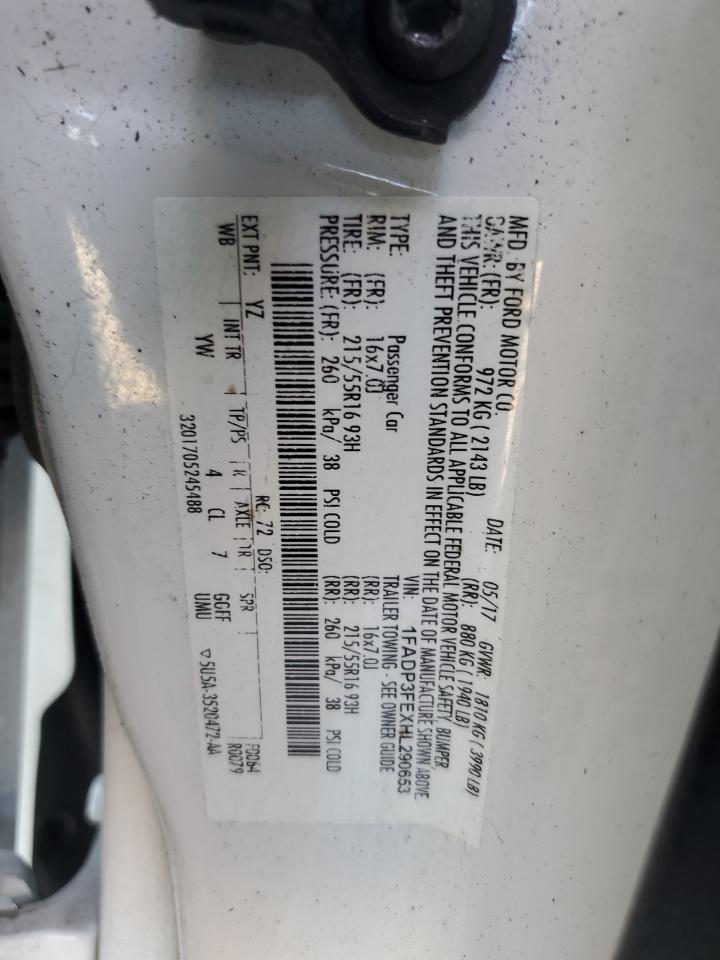 MFD. BY FORD MOTOR CO.
DATE: 05/17 GVWR: 1810 KG ( 3990 LB)
GAWR: (FR): 972 KG ( 2143 LB) (RR): 880 KG ( 1940 LB)
THIS VEHICLE CONFORMS TO ALL APPLICABLE FEDERAL MOTOR VEHICLE SAFETY, BUMPER,
AND THEFT PREVENTION STANDARDS IN EFFECT ON THE DATE OF MANUFACTURE SHOWN ABOVE
VIN: 1FADP3FEXHL290653
TYPE: Passenger Car TRAILER TOWING - SEE OWNER GUIDE
RIM: (FR): 16x7.0J (RR): 16x7.0J
TIRE: (FR): 215/55R16 93H (RR): 215/55R16 93H
PRESSURE: (FR): 260 kPa/ 38 PSI COLD (RR): 260 kPa/ 38 PSI COLD
EXT PNT: YZ RC: 72 DSO:
WB INT TR TP/PS R AXLE TR SPR
YW 4 CL 7 GGFF
UMU
R0079
3201705245488 ▽5U5A-3520472-AA